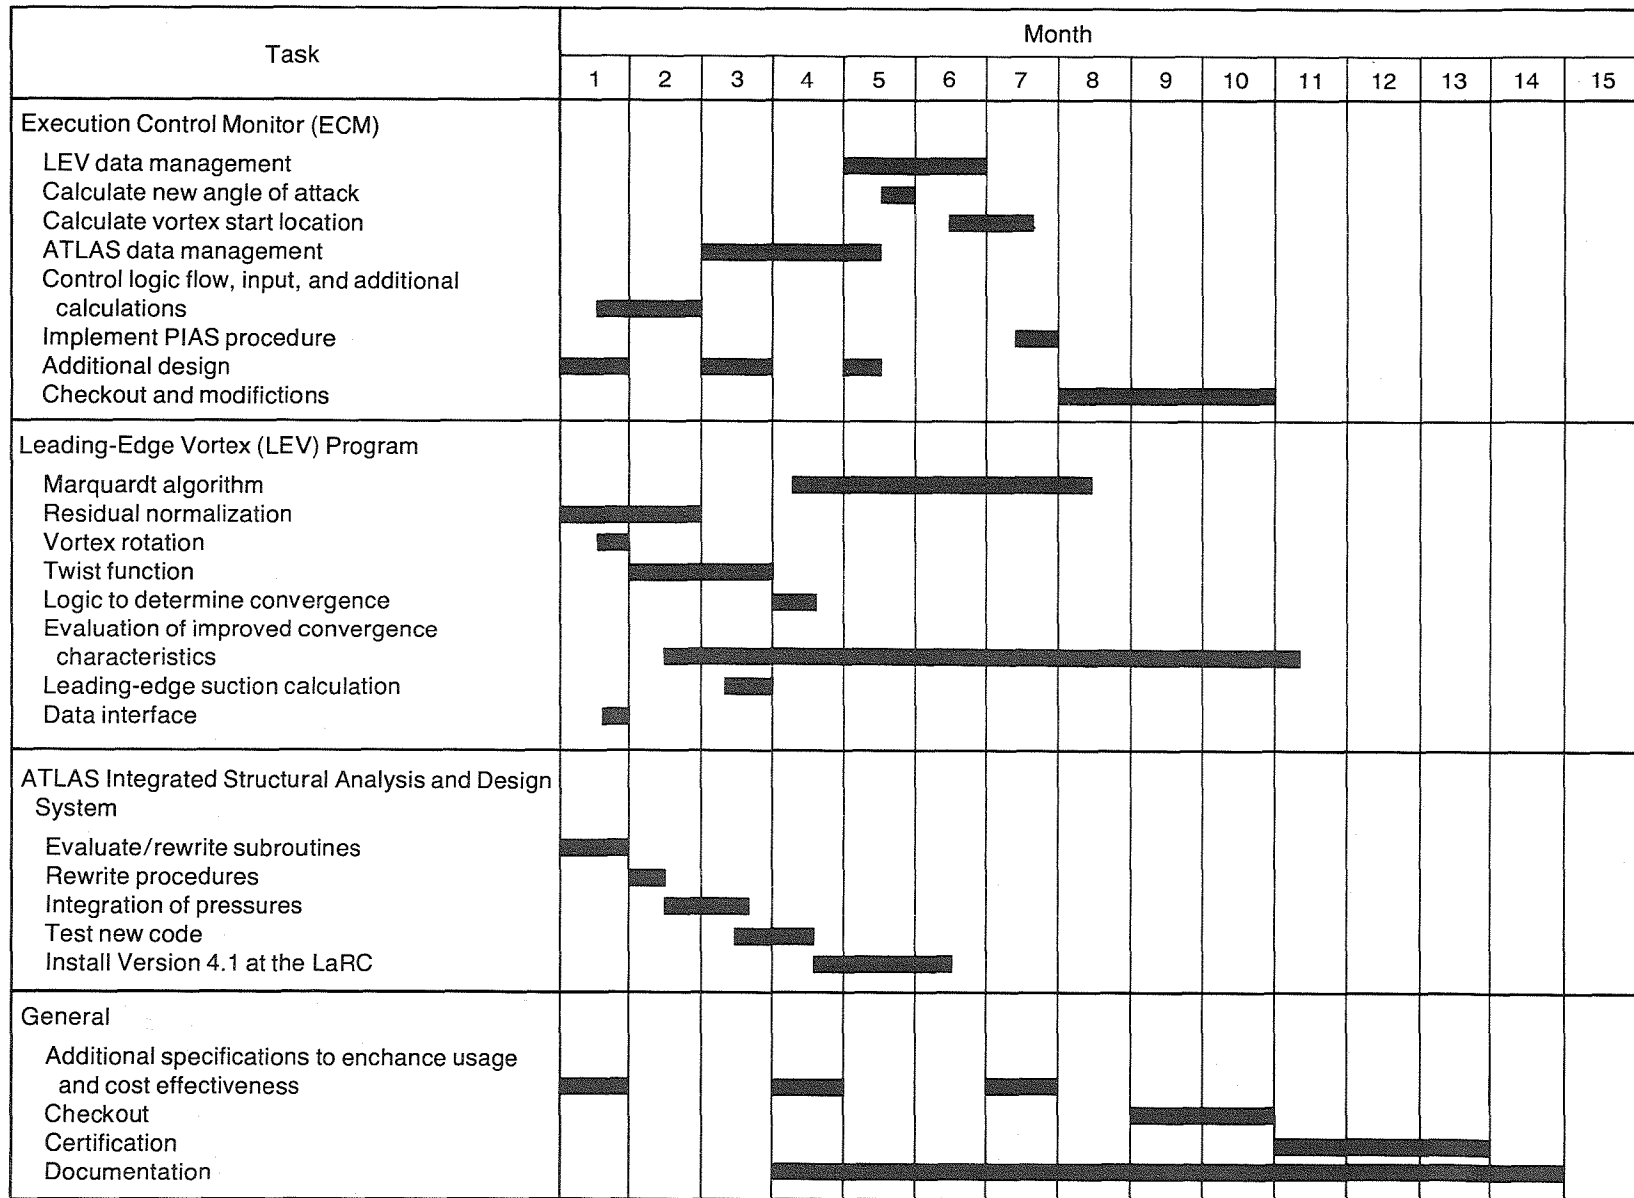 Task
Month
1 2 3 4 5 6 7 8 9 10 11 12 13 14 15
Execution Control Monitor (ECM)
LEV data management
Calculate new angle of attack
Calculate vortex start location
ATLAS data management
Control logic flow, input, and additional
calculations
Implement PIAS procedure
Additional design
Checkout and modifictions
Leading-Edge Vortex (LEV) Program
Marquardt algorithm
Residual normalization
Vortex rotation
Twist function
Logic to determine convergence
Evaluation of improved convergence
characteristics
Leading-edge suction calculation
Data interface
ATLAS Integrated Structural Analysis and Design
System
Evaluate/rewrite subroutines
Rewrite procedures
Integration of pressures
Test new code
Install Version 4.1 at the LaRC
General
Additional specifications to enchance usage
and cost effectiveness
Checkout
Certification
Documentation